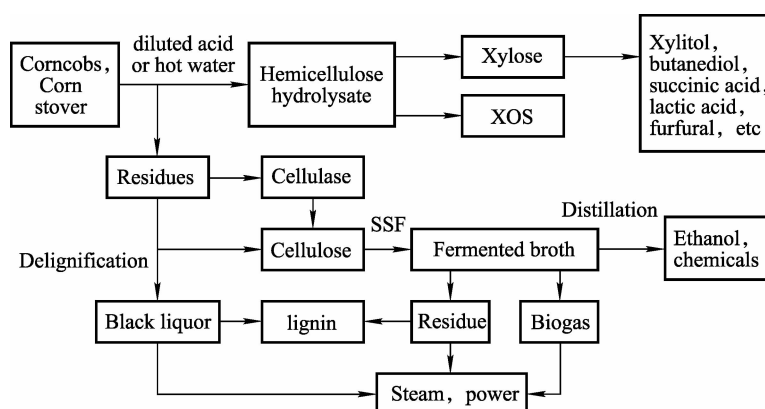 diluted acid
or hot water
Corncobs,
Corn
stover
Hemicellulose
hydrolysate
Xylose
XOS
Xylitol,
butanediol,
succinic acid,
lactic acid,
furfural, etc
Residues
Cellulase
Delignification
Cellulose
SSF
Fermented broth
Distillation
Ethanol,
chemicals
Black liquor
lignin
Residue
Biogas
Steam, power